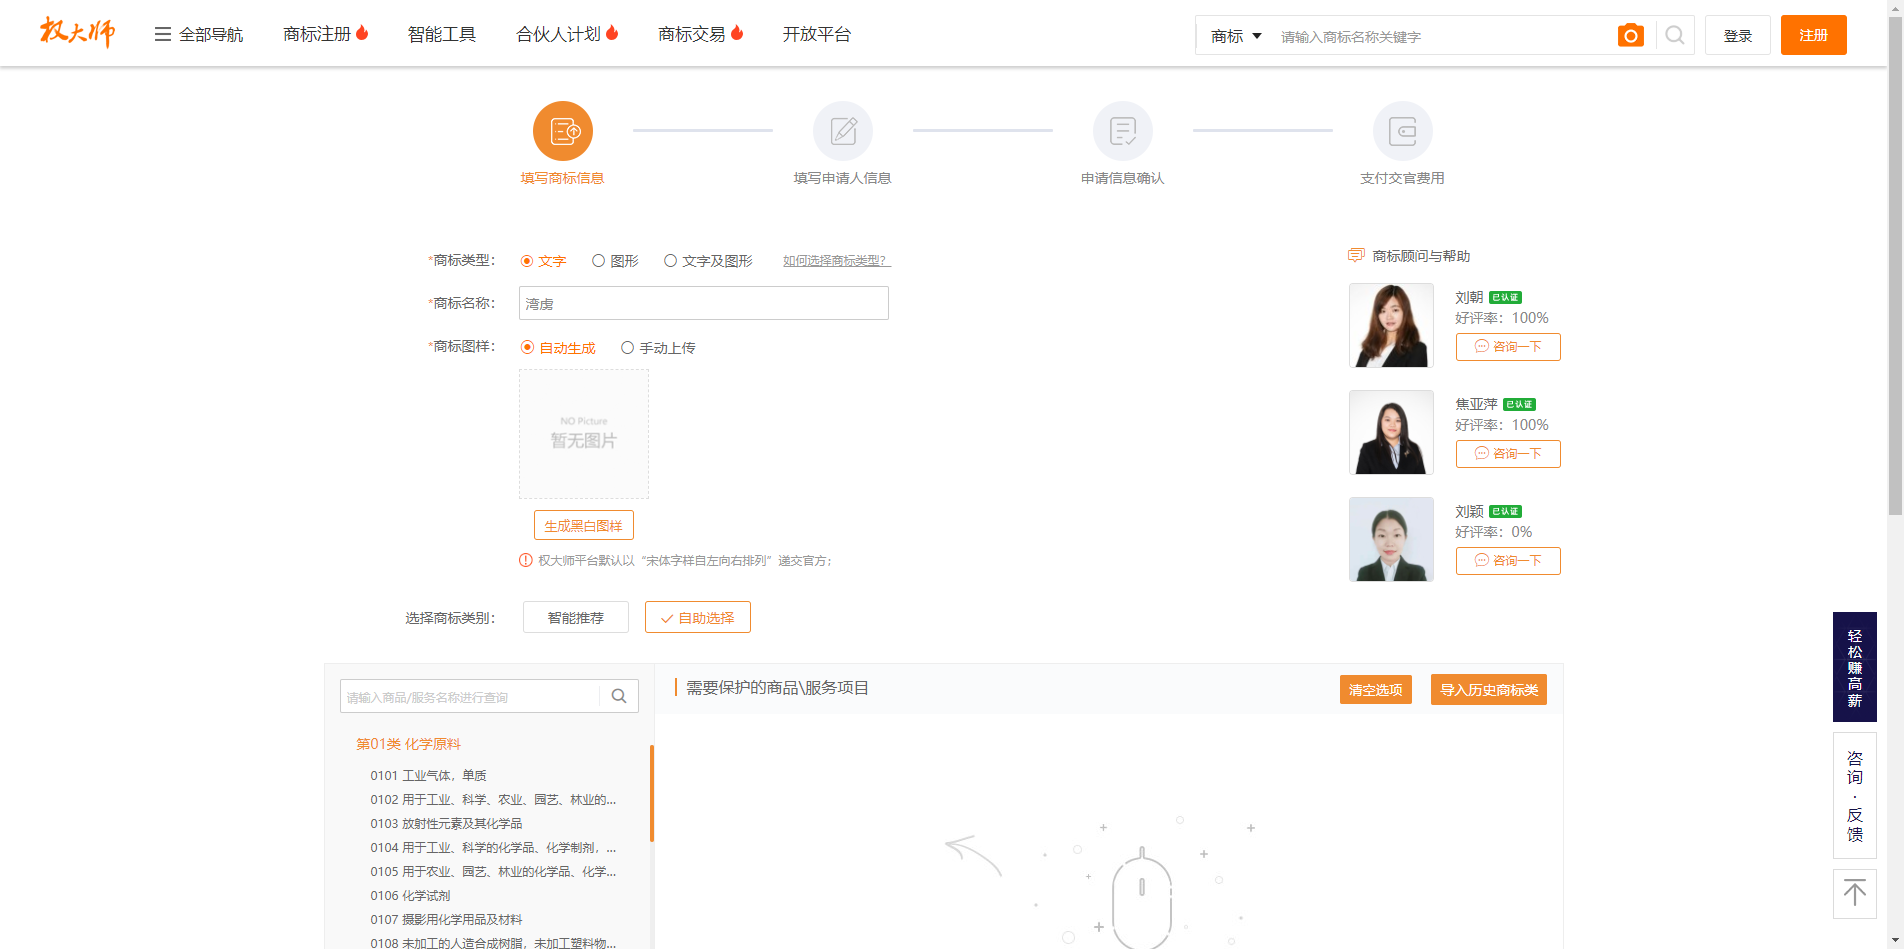 权大师 全部导航 商标注册 智能工具 合伙人计划 商标交易 开放平台 商标 请输入商标名称关键字 登录 注册
填写商标信息 填写申请人信息 申请信息确认 支付交官费用
*商标类型： 文字 图形 文字及图形 如何选择商标类型？
*商标名称： 湾虏
*商标图样： 自动生成 手动上传
NO Picture
暂无图片
生成黑白图样
权大师平台默认以“宋体字样自左向右排列”递交官方；
商标顾问与帮助
刘朝 已认证
好评率：100%
咨询一下
焦亚萍 已认证
好评率：100%
咨询一下
刘颖 已认证
好评率：0%
咨询一下
选择商标类别： 智能推荐 自助选择
请输入商品/服务名称进行查询
第01类 化学原料
0101 工业气体，单质
0102 用于工业、科学、农业、园艺、林业的...
0103 放射性元素及其化学品
0104 用于工业、科学的化学品、化学制剂，...
0105 用于农业、园艺、林业的化学品、化学...
0106 化学试剂
0107 摄影用化学用品及材料
0108 未加工的人造合成树脂，未加工塑料物...
需要保护的商品\服务项目 清空选项 导入历史商标类
轻松赚高薪
咨询·反馈